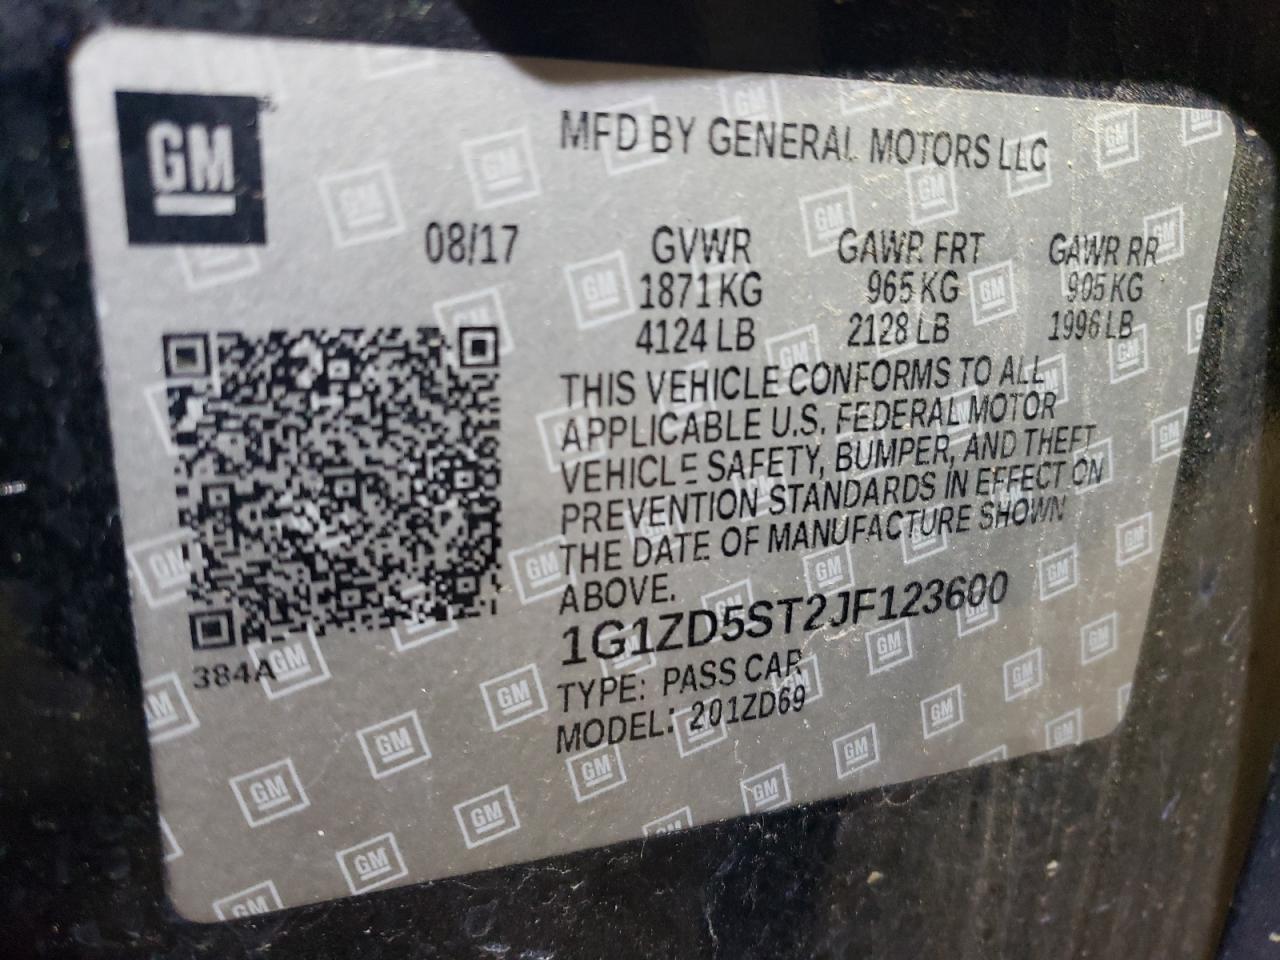 GM
MFD BY GENERAL MOTORS LLC
08/17
GVWR GAWR FRT GAWR RR
1871 KG 965 KG 905 KG
4124 LB 2128 LB 1996 LB
THIS VEHICLE CONFORMS TO ALL
APPLICABLE U.S. FEDERAL MOTOR
VEHICLE SAFETY, BUMPER, AND THEFT
PREVENTION STANDARDS IN EFFECT ON
THE DATE OF MANUFACTURE SHOWN
ABOVE.
1G1ZD5ST2JF123600
384A
TYPE: PASS CAR
MODEL: 201ZD69